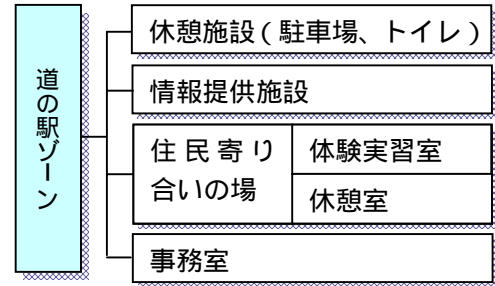 道の駅ゾーン
休憩施設(駐車場、トイレ)
情報提供施設
住民寄り
合いの場
体験実習室
休憩室
事務室